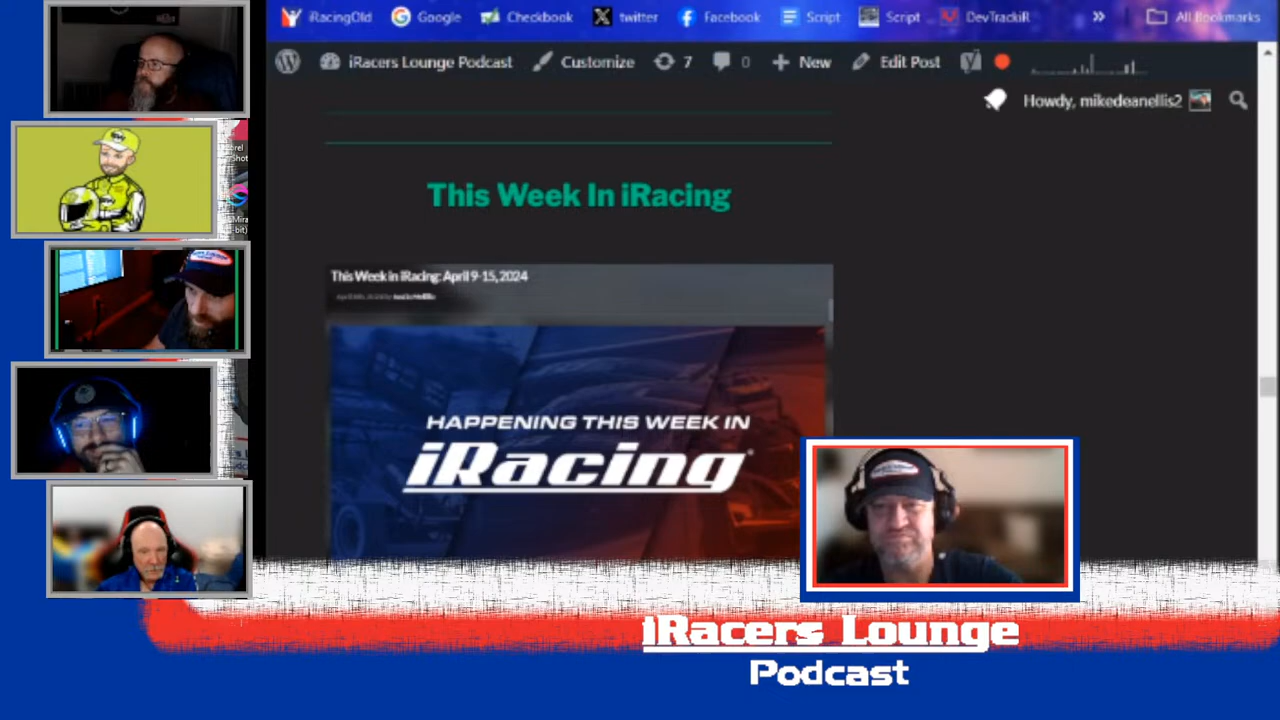 iRacingOld Google Checkbook twitter Facebook Script Script DevTrackiR » All Bookmarks
iRacers Lounge Podcast Customize 7 0 New Edit Post
Howdy, mikedeanellis2
This Week In iRacing
This Week in iRacing: April 9-15, 2024
HAPPENING THIS WEEK IN
iRacing
iRacers Lounge
Podcast